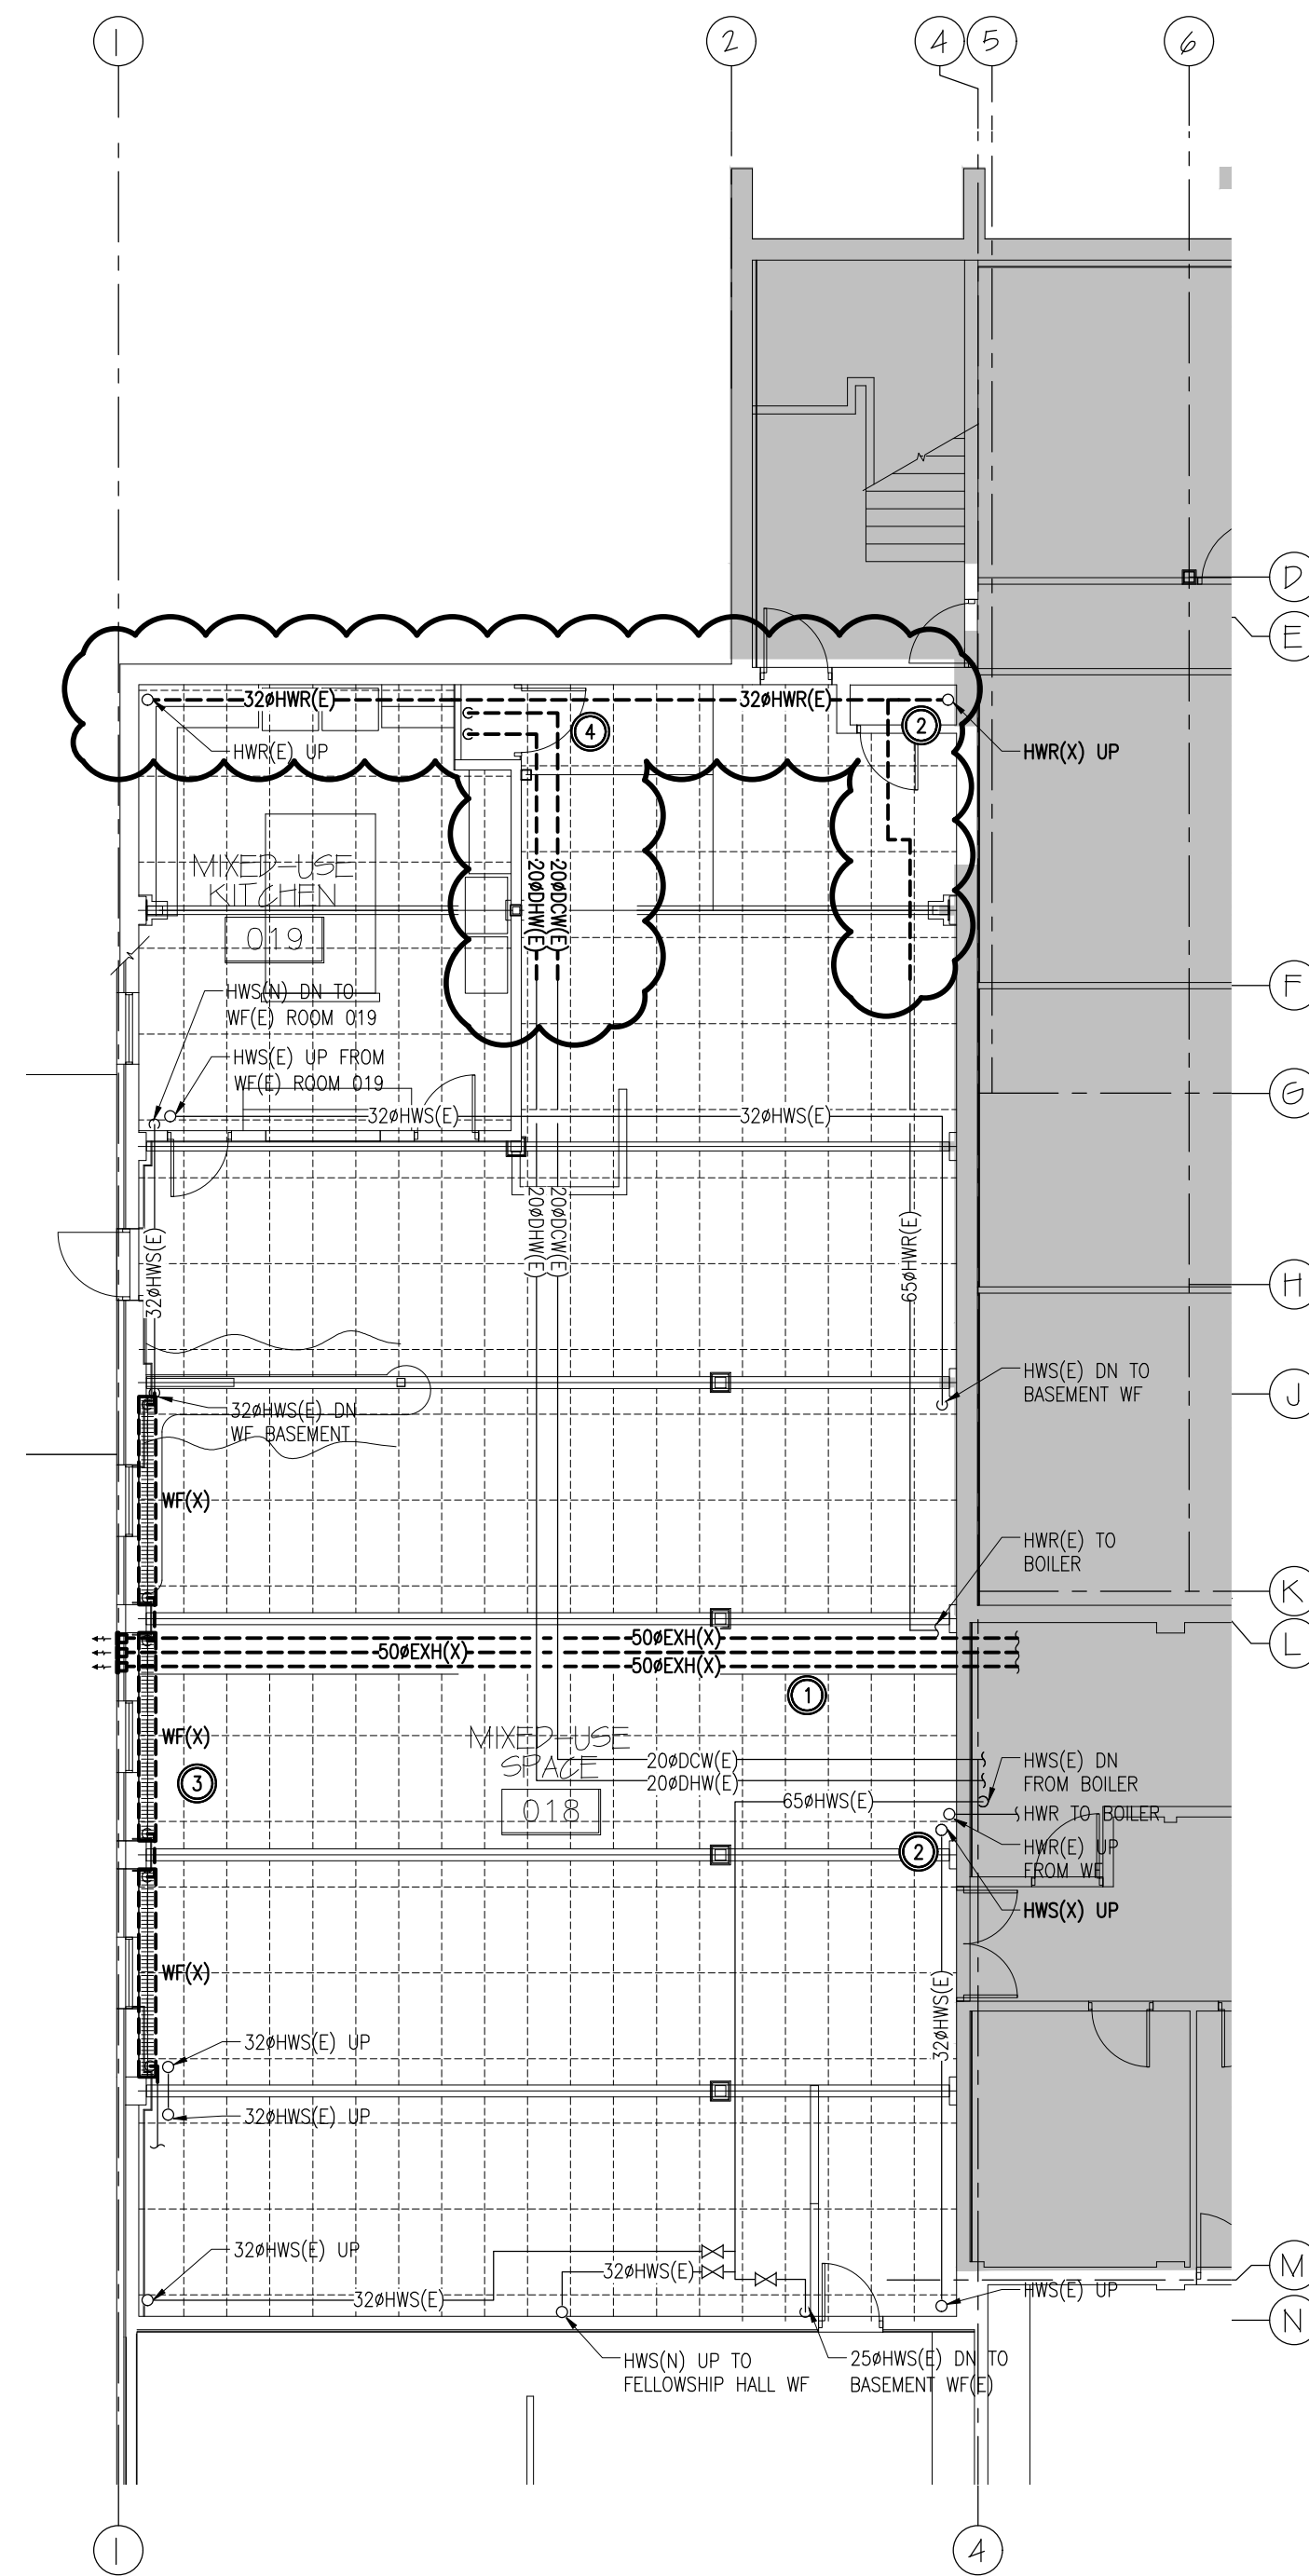 1
2
4
5
6
D
E
32øHWR(E)
32øHWR(E)
4
2
HWR(E) UP
HWR(X) UP
MIXED-USE
KITCHEN
019
20øDHW(E)
20øDCW(E)
F
HWS(N) DN TO
WF(E) ROOM 019
HWS(E) UP FROM
WF(E) ROOM 019
G
32øHWS(E)
32øHWS(E)
20øDHW(E)
20øDCW(E)
65øHWR(E)
32øHWS(E)
H
HWS(E) DN TO
BASEMENT WF
J
32øHWS(E) DN
WF BASEMENT
WF(X)
HWR(E) TO
BOILER
K
L
50øEXH(X)
50øEXH(X)
50øEXH(X)
1
WF(X)
MIXED-USE
SPACE
018
3
20øDCW(E)
20øDHW(E)
65øHWS(E)
HWS(E) DN
FROM BOILER
HWR TO BOILER
HWR(E) UP
FROM WF
2
HWS(X) UP
WF(X)
32øHWS(E)
32øHWS(E) UP
32øHWS(E) UP
32øHWS(E) UP
32øHWS(E)
32øHWS(E)
M
HWS(E) UP
N
HWS(N) UP TO
FELLOWSHIP HALL WF
25øHWS(E) DN TO
BASEMENT WF(E)
1
4